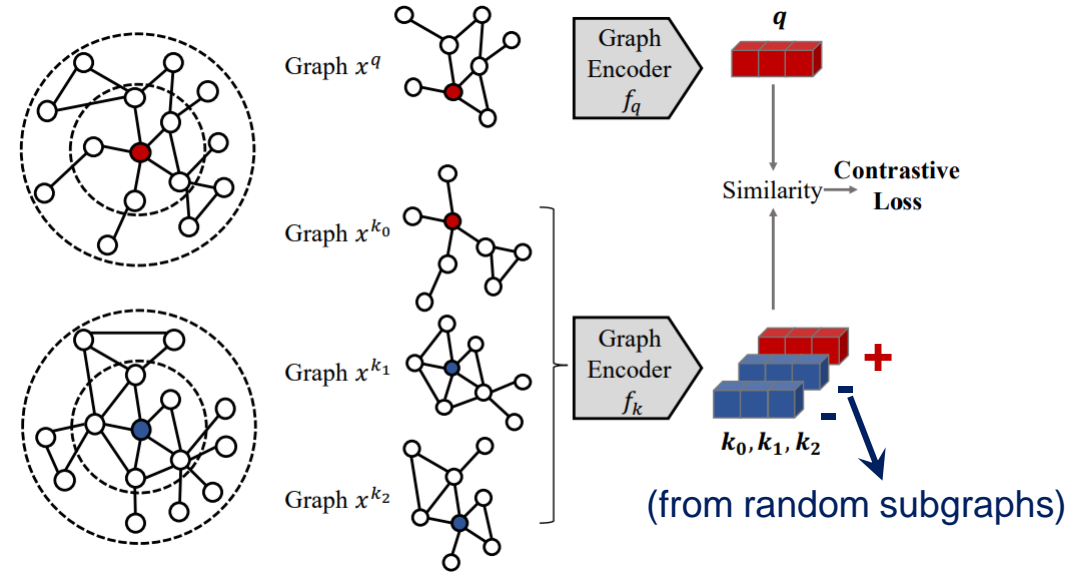 q
Graph x^q
Graph
Encoder
f_q
Similarity
Contrastive
Loss
Graph x^{k_0}
Graph x^{k_1}
Graph x^{k_2}
Graph
Encoder
f_k
+
-
-
k_0, k_1, k_2
(from random subgraphs)